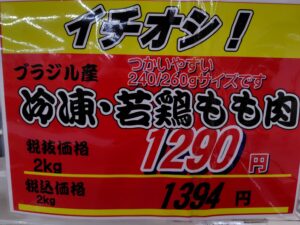 イチオシ!
ブラジル産
つかいやすい
240/260gサイズです
冷凍・若鶏もも肉
税抜価格
2kg
1290円
税込価格
2kg
1394円